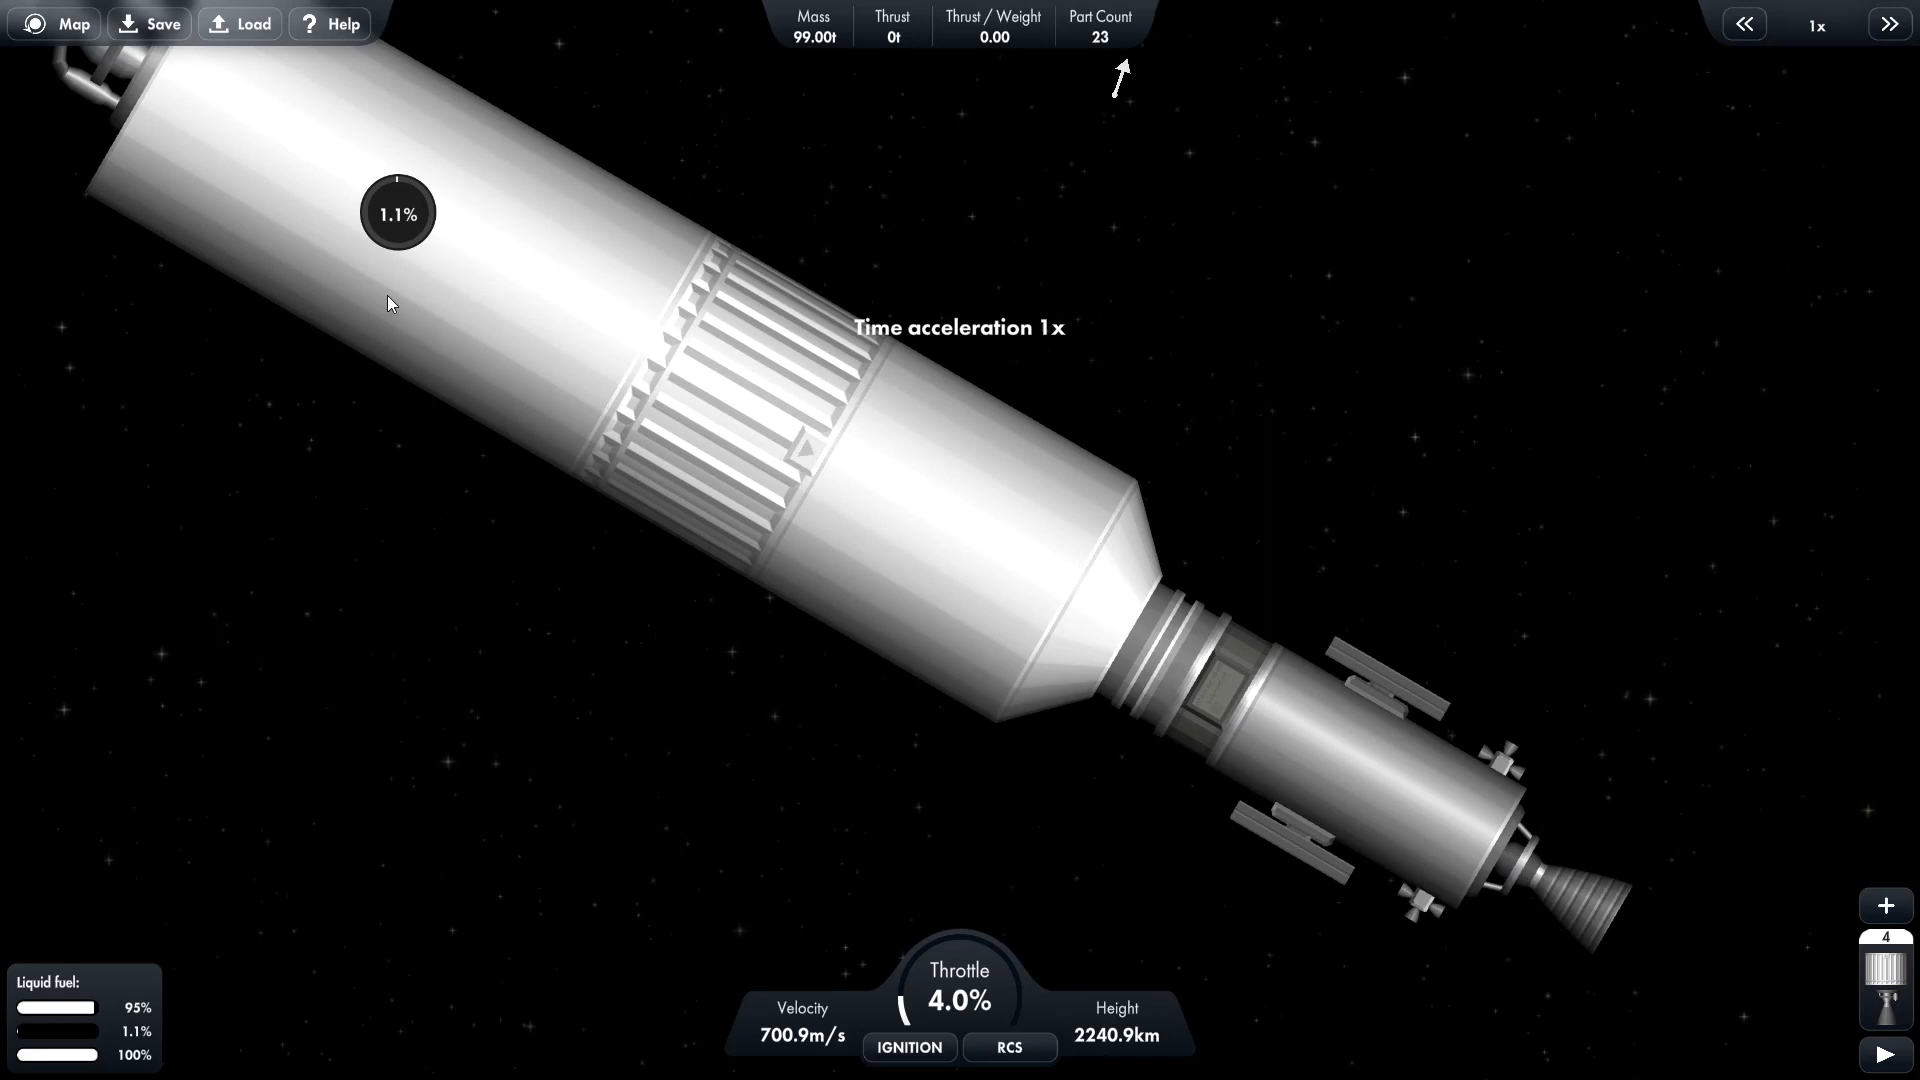 Map
Save
Load
? Help
Mass
99.00t
Thrust
0t
Thrust / Weight
0.00
Part Count
23
1x
1.1%
Time acceleration 1x
Liquid fuel:
95%
1.1%
100%
Throttle
4.0%
Velocity
700.9m/s
Height
2240.9km
IGNITION
RCS
4